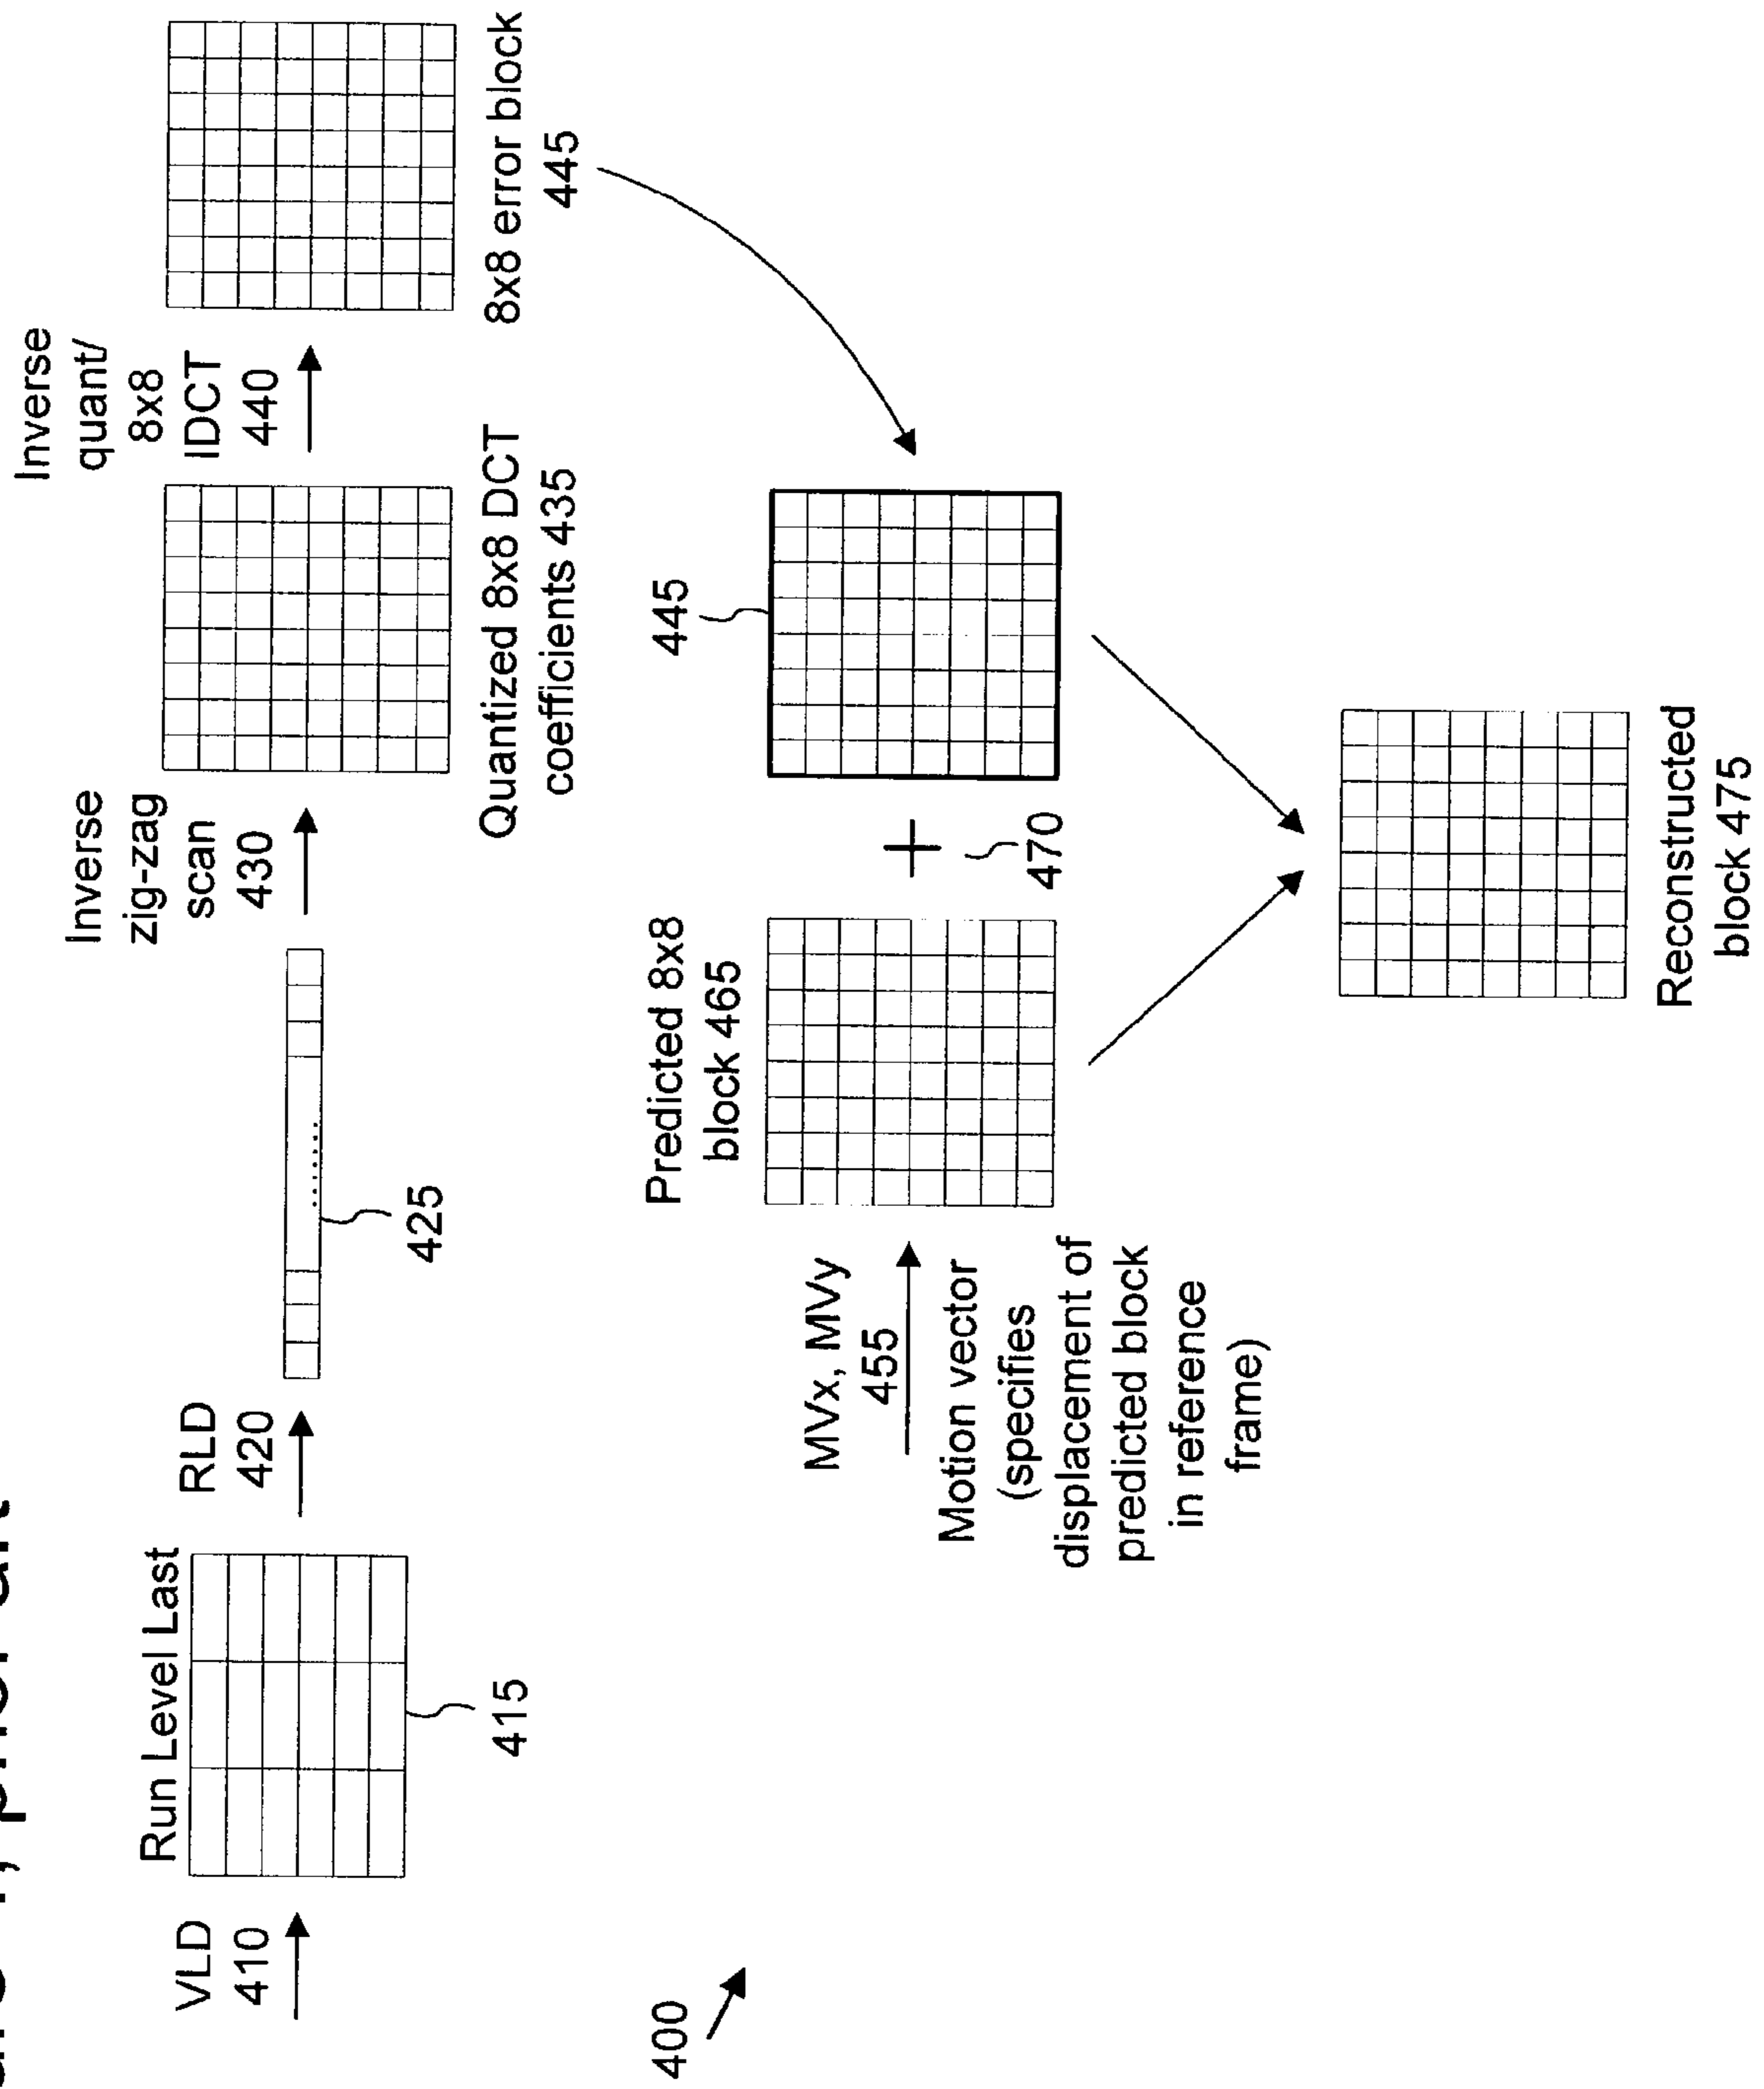 prior art
VLD
410
Run Level Last
415
RLD
420
425
Inverse
zig-zag
scan
430
Quantized 8x8 DCT
coefficients 435
Inverse
quant/
8x8
IDCT
440
8x8 error block
445
400
MVx, MVy
455
Motion vector
(specifies
displacement of
predicted block
in reference
frame)
Predicted 8x8
block 465
470
445
Reconstructed
block 475